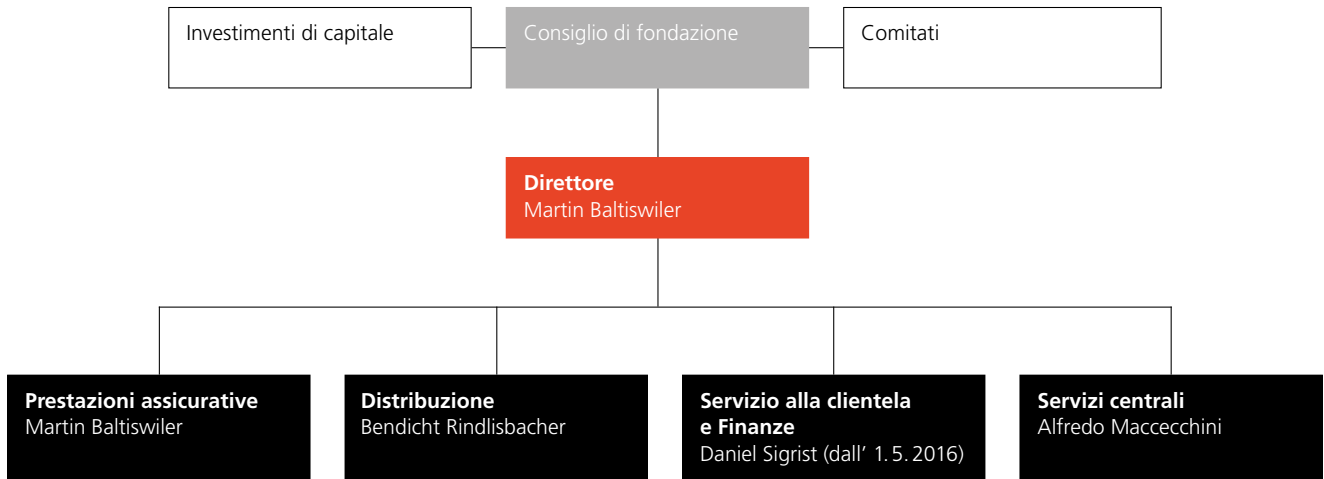 Investimenti di capitale
Consiglio di fondazione
Comitati
Direttore
Martin Baltiswiler
Prestazioni assicurative
Martin Baltiswiler
Distribuzione
Bendicht Rindlisbacher
Servizio alla clientela
e Finanze
Daniel Sigrist (dall' 1.5.2016)
Servizi centrali
Alfredo Maccecchini